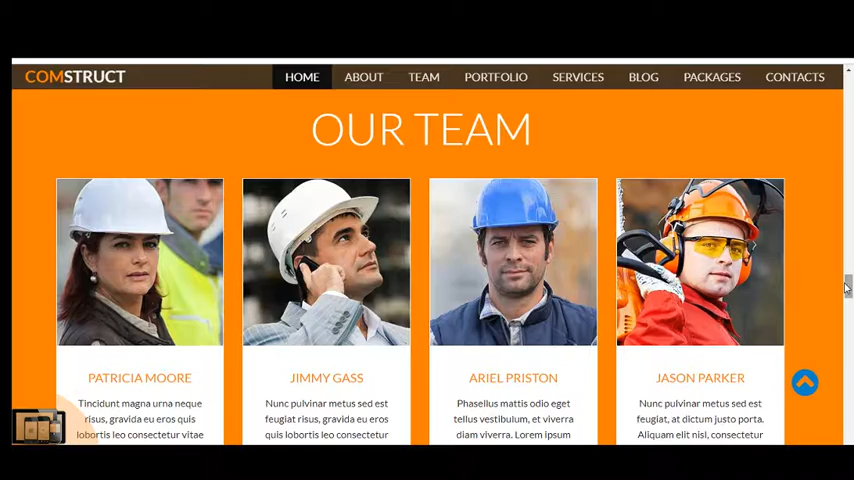 COMSTRUCT HOME ABOUT TEAM PORTFOLIO SERVICES BLOG PACKAGES CONTACTS
OUR TEAM
PATRICIA MOORE
Tincidunt magna urna neque
risus, gravida eu eros quis
lobortis leo consectetur vitae
JIMMY GASS
Nunc pulvinar metus sed est
feugiat risus, gravida eu eros
quis lobortis leo consectetur
ARIEL PRISTON
Phasellus mattis odio eget
tellus vestibulum, et viverra
diam viverra. Lorem ipsum
JASON PARKER
Nunc pulvinar metus sed est
feugiat, at dictum justo porta.
Aliquam elit nisl, consectetur